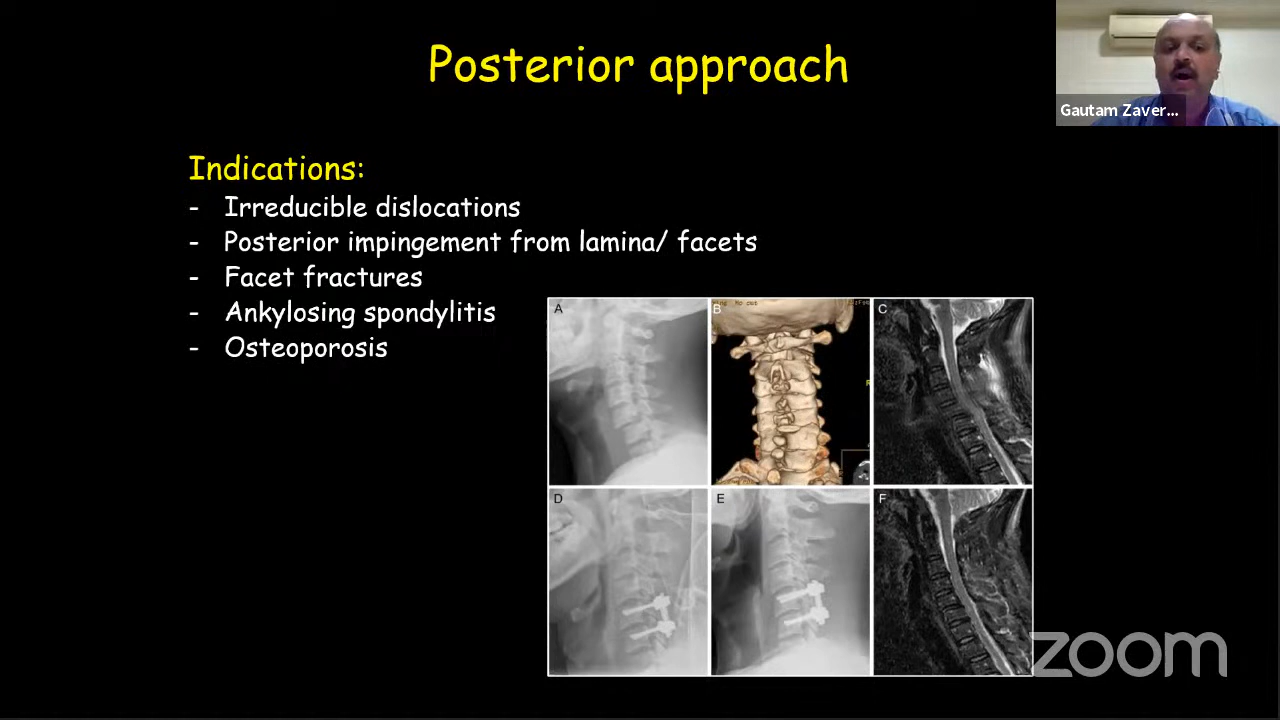 Posterior approach
Gautam Zaver...
Indications:
- Irreducible dislocations
- Posterior impingement from lamina/ facets
- Facet fractures
- Ankylosing spondylitis
- Osteoporosis
A
B
C
D
E
F
zoom